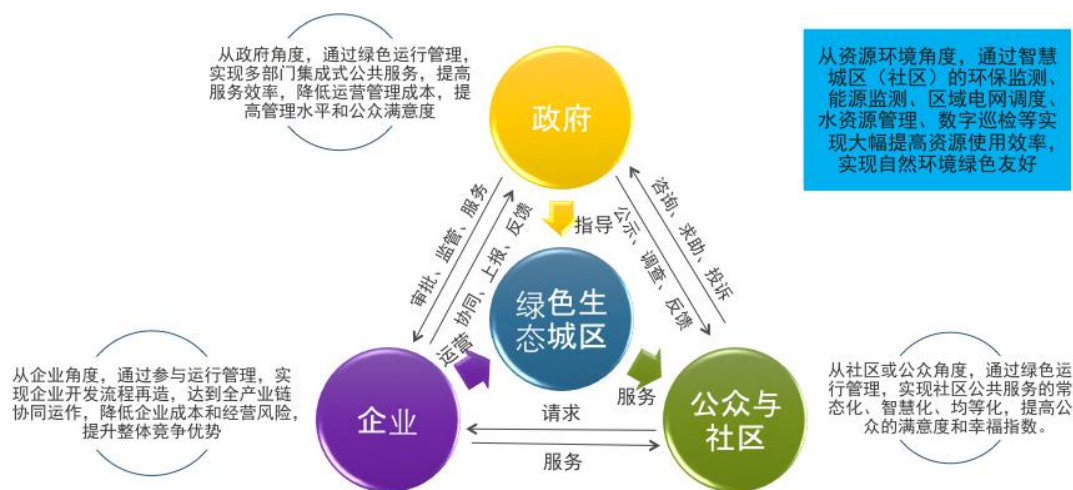 从政府角度，通过绿色运行管理，
实现多部门集成式公共服务，提高
服务效率，降低运营管理成本，提
高管理水平和公众满意度
政府
从资源环境角度，通过智慧
城区（社区）的环保监测、
能源监测、区域电网调度、
水资源管理、数字巡检等实
现大幅提高资源使用效率，
实现自然环境绿色友好
审批、监管、服务
协同、上报、反馈
指导
咨询、求助、投诉
公示、调查、反馈
绿色生
态城区
运营
服务
从企业角度，通过参与运行管理，实
现企业开发流程再造，达到全产业链
协同运作，降低企业成本和经营风险，
提升整体竞争优势
企业
请求
服务
公众与
社区
从社区或公众角度，通过绿色运
行管理，实现社区公共服务的常
态化、智慧化、均等化，提高公
众的满意度和幸福指数。